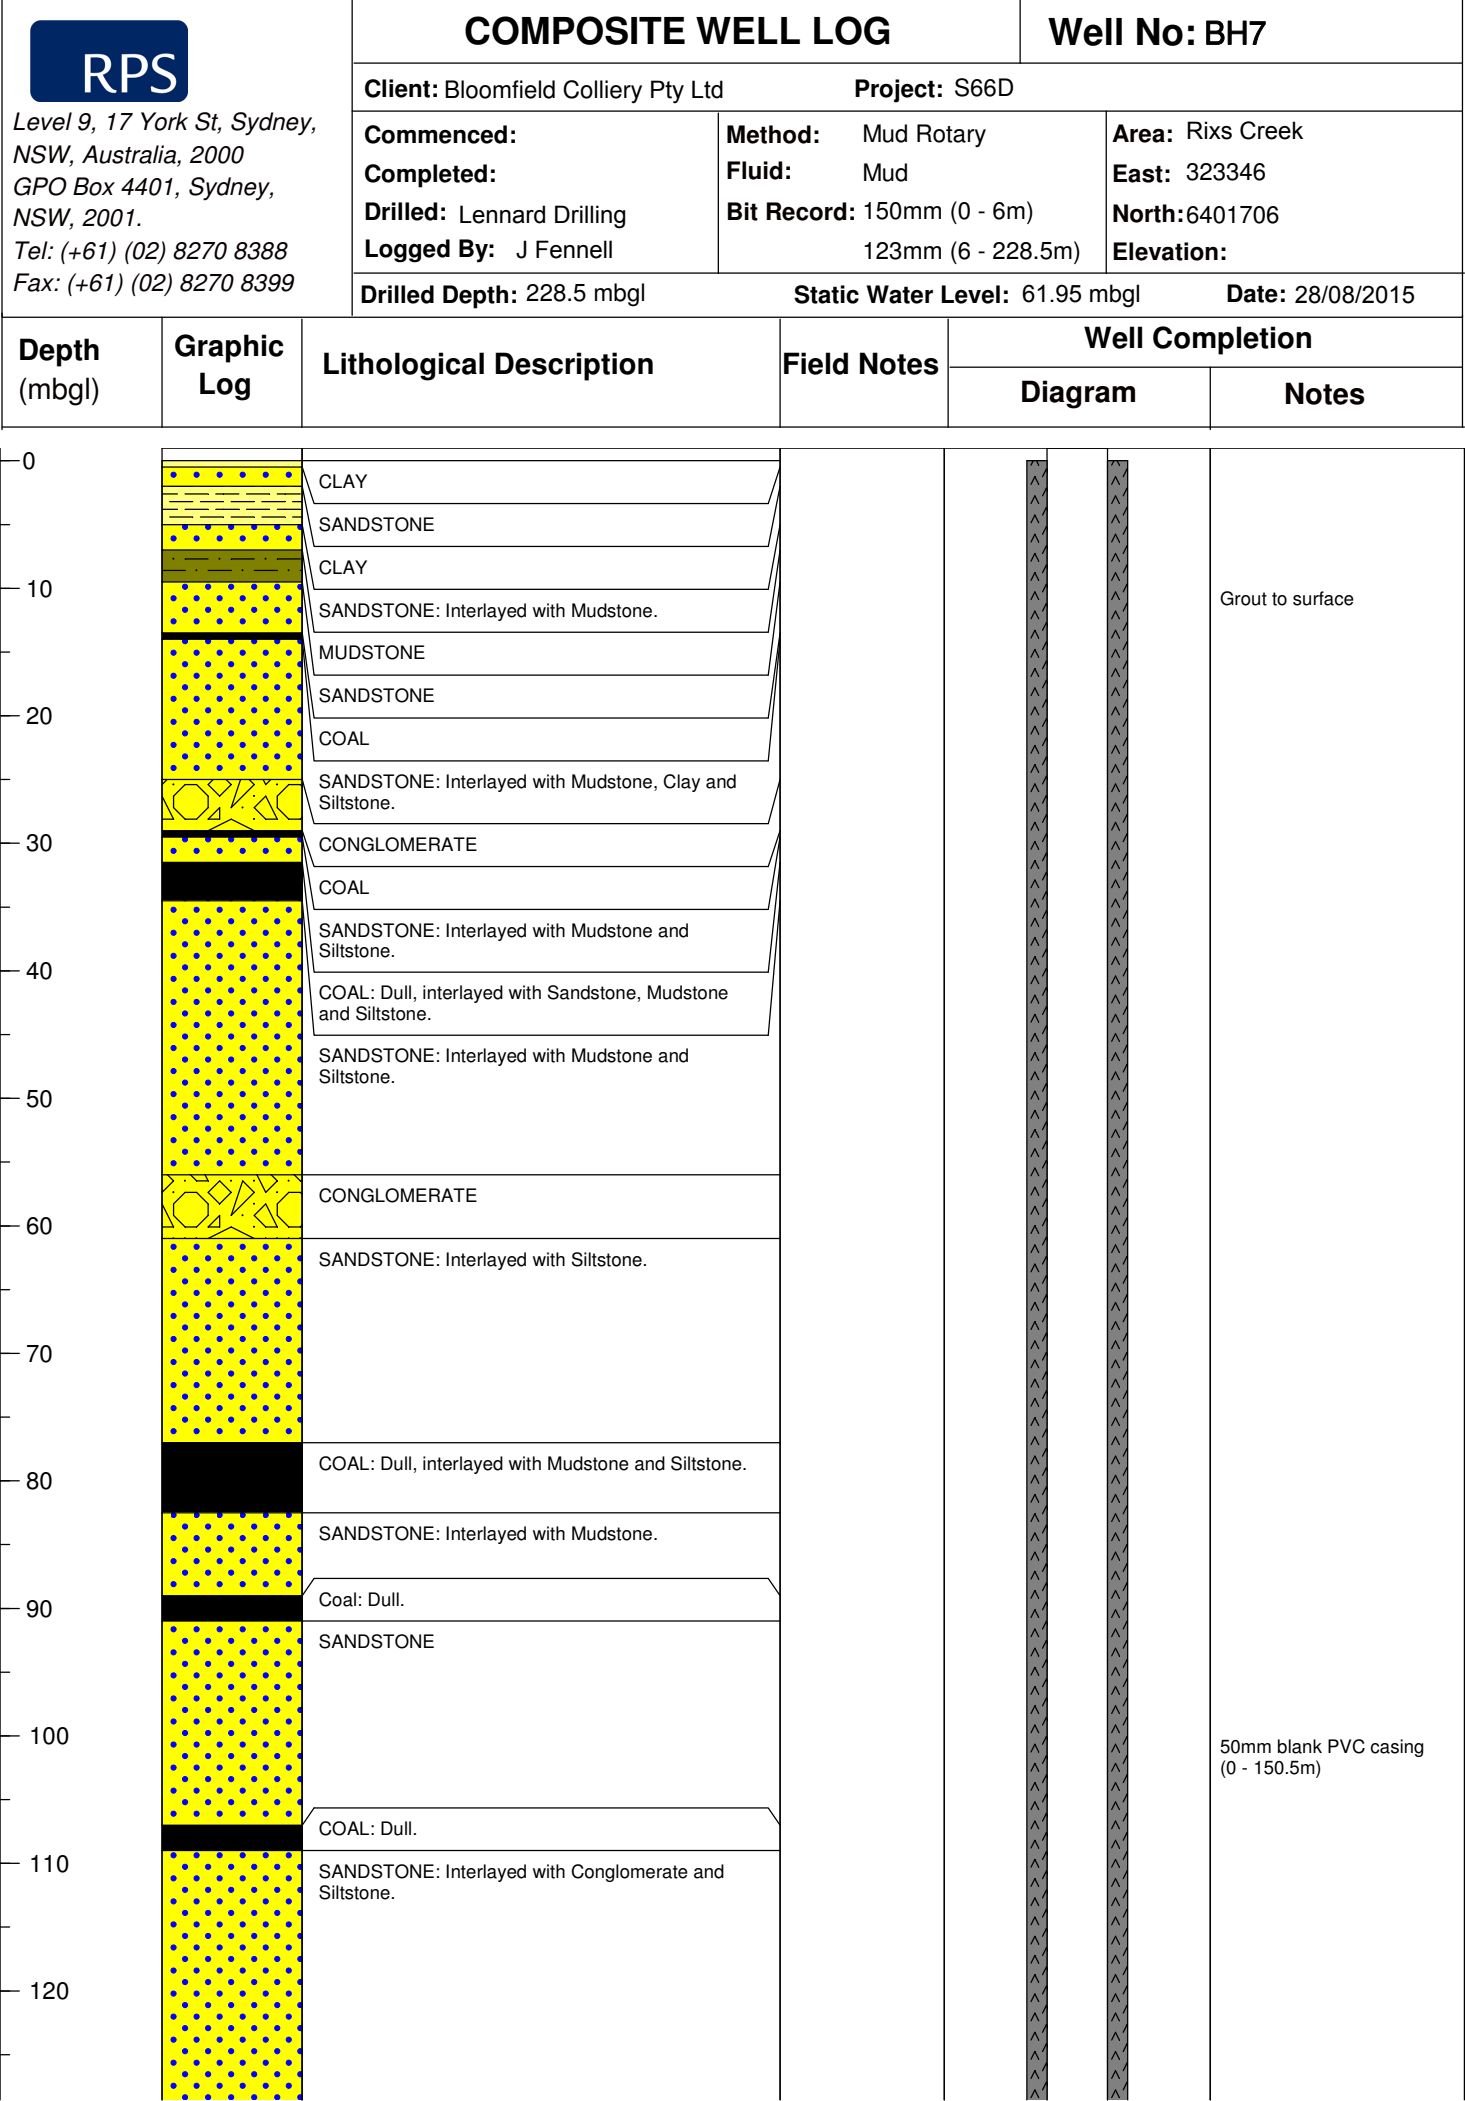 RPS
Level 9, 17 York St, Sydney,
NSW, Australia, 2000
GPO Box 4401, Sydney,
NSW, 2001.
Tel: (+61) (02) 8270 8388
Fax: (+61) (02) 8270 8399
COMPOSITE WELL LOG
Well No: BH7
Client: Bloomfield Colliery Pty Ltd Project: S66D
Commenced:
Completed:
Drilled: Lennard Drilling
Logged By: J Fennell
Method: Mud Rotary
Fluid: Mud
Bit Record: 150mm (0 - 6m)
123mm (6 - 228.5m)
Area: Rixs Creek
East: 323346
North: 6401706
Elevation:
Drilled Depth: 228.5 mbgl Static Water Level: 61.95 mbgl Date: 28/08/2015
Depth
(mbgl)
Graphic
Log
Lithological Description
Field Notes
Well Completion
Diagram
Notes
0
10
20
30
40
50
60
70
80
90
100
110
120
CLAY
SANDSTONE
CLAY
SANDSTONE: Interlayed with Mudstone.
MUDSTONE
SANDSTONE
COAL
SANDSTONE: Interlayed with Mudstone, Clay and
Siltstone.
CONGLOMERATE
COAL
SANDSTONE: Interlayed with Mudstone and
Siltstone.
COAL: Dull, interlayed with Sandstone, Mudstone
and Siltstone.
SANDSTONE: Interlayed with Mudstone and
Siltstone.
CONGLOMERATE
SANDSTONE: Interlayed with Siltstone.
COAL: Dull, interlayed with Mudstone and Siltstone.
SANDSTONE: Interlayed with Mudstone.
Coal: Dull.
SANDSTONE
COAL: Dull.
SANDSTONE: Interlayed with Conglomerate and
Siltstone.
Grout to surface
50mm blank PVC casing
(0 - 150.5m)